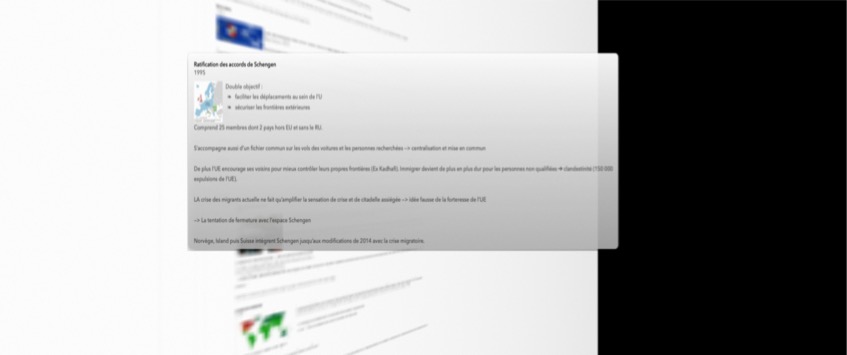 Ratification des accords de Schengen
1995
Double objectif :
faciliter les déplacements au sein de l'U
sécuriser les frontières extérieures
Comprend 25 membres dont 2 pays hors EU et sans le RU.
S'accompagne aussi d'un fichier commun sur les vols des voitures et les personnes recherchées --> centralisation et mise en commun
De plus l'UE encourage ses voisins pour mieux contrôler leurs propres frontières (Ex Kadhafi). Immigrer devient de plus en plus dur pour les personnes non qualifiées → clandestinité (150 000
expulsions de l'UE).
LA crise des migrants actuelle ne fait qu'amplifier la sensation de crise et de citadelle assiégée --> idée fausse de la forteresse de l'UE
--> La tentation de fermeture avec l'espace Schengen
Norvège, Island puis Suisse intègrent Schengen jusqu'aux modifications de 2014 avec la crise migratoire.